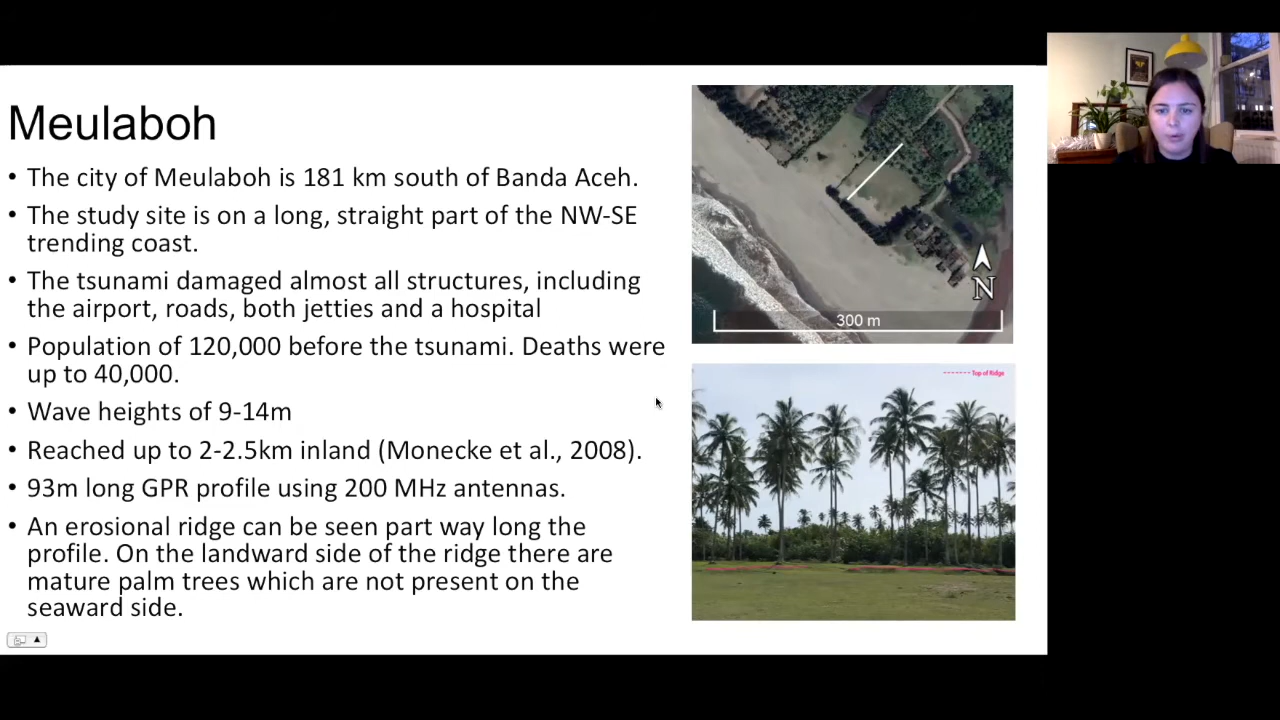 Meulaboh
• The city of Meulaboh is 181 km south of Banda Aceh.
• The study site is on a long, straight part of the NW-SE
trending coast.
• The tsunami damaged almost all structures, including
the airport, roads, both jetties and a hospital
• Population of 120,000 before the tsunami. Deaths were
up to 40,000.
• Wave heights of 9-14m
• Reached up to 2-2.5km inland (Monecke et al., 2008).
• 93m long GPR profile using 200 MHz antennas.
• An erosional ridge can be seen part way long the
profile. On the landward side of the ridge there are
mature palm trees which are not present on the
seaward side.
N
300 m
Top of Ridge